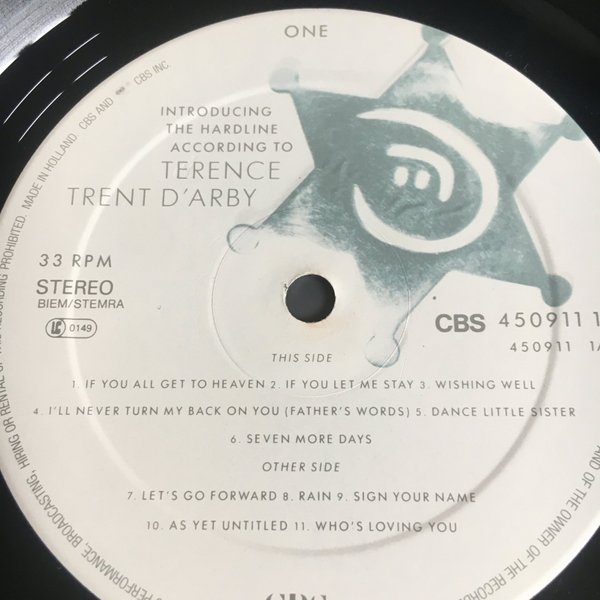 ONE
INTRODUCING
THE HARDLINE
ACCORDING TO
TERENCE
TRENT D'ARBY
33 RPM
STEREO
BIEM/STEMRA
LC 0149
CBS 450911 1
450911 1A
THIS SIDE
1. IF YOU ALL GET TO HEAVEN 2. IF YOU LET ME STAY 3. WISHING WELL
4. I'LL NEVER TURN MY BACK ON YOU (FATHER'S WORDS) 5. DANCE LITTLE SISTER
6. SEVEN MORE DAYS
OTHER SIDE
7. LET'S GO FORWARD 8. RAIN 9. SIGN YOUR NAME
10. AS YET UNTITLED 11. WHO'S LOVING YOU
CBS
PERFORMANCE, BROADCASTING, HIRING OR RENTAL OF THIS RECORDING PROHIBITED. MADE IN HOLLAND. CBS AND CBS INC.
AND OF THE OWNER OF THE RECORDED